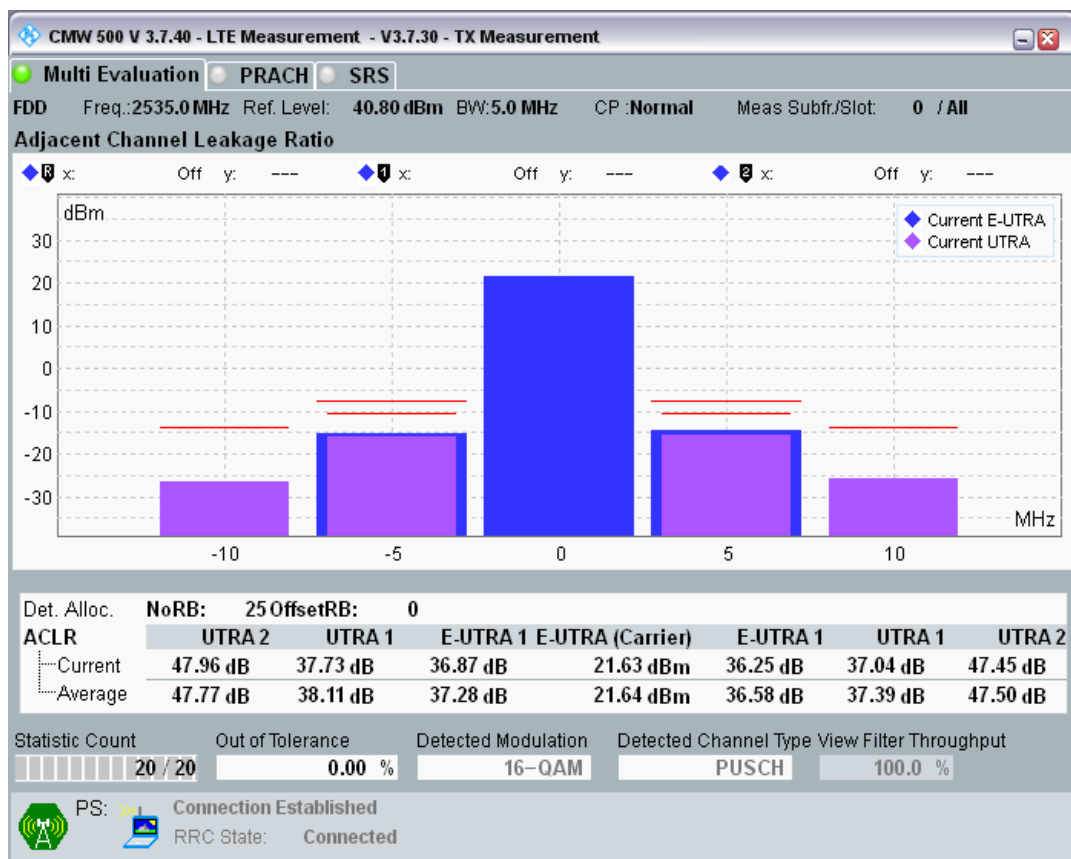 CMW 500 V 3.7.40 - LTE Measurement - V3.7.30 - TX Measurement
Multi Evaluation PRACH SRS
FDD Freq.:2535.0 MHz Ref. Level: 40.80 dBm BW:5.0 MHz CP :Normal Meas Subfr./Slot: 0 / All
Adjacent Channel Leakage Ratio
R x: Off y: --- 1 x: Off y: --- 2 x: Off y: ---
dBm
Current E-UTRA
Current UTRA
30
20
10
0
-10
-20
-30
MHz
-10 -5 0 5 10
Det. Alloc. NoRB: 25 OffsetRB: 0
ACLR UTRA 2 UTRA 1 E-UTRA 1 E-UTRA (Carrier) E-UTRA 1 UTRA 1 UTRA 2
Current 47.96 dB 37.73 dB 36.87 dB 21.63 dBm 36.25 dB 37.04 dB 47.45 dB
Average 47.77 dB 38.11 dB 37.28 dB 21.64 dBm 36.58 dB 37.39 dB 47.50 dB
Statistic Count Out of Tolerance Detected Modulation Detected Channel Type View Filter Throughput
20 / 20 0.00 % 16-QAM PUSCH 100.0 %
PS: Connection Established
RRC State: Connected